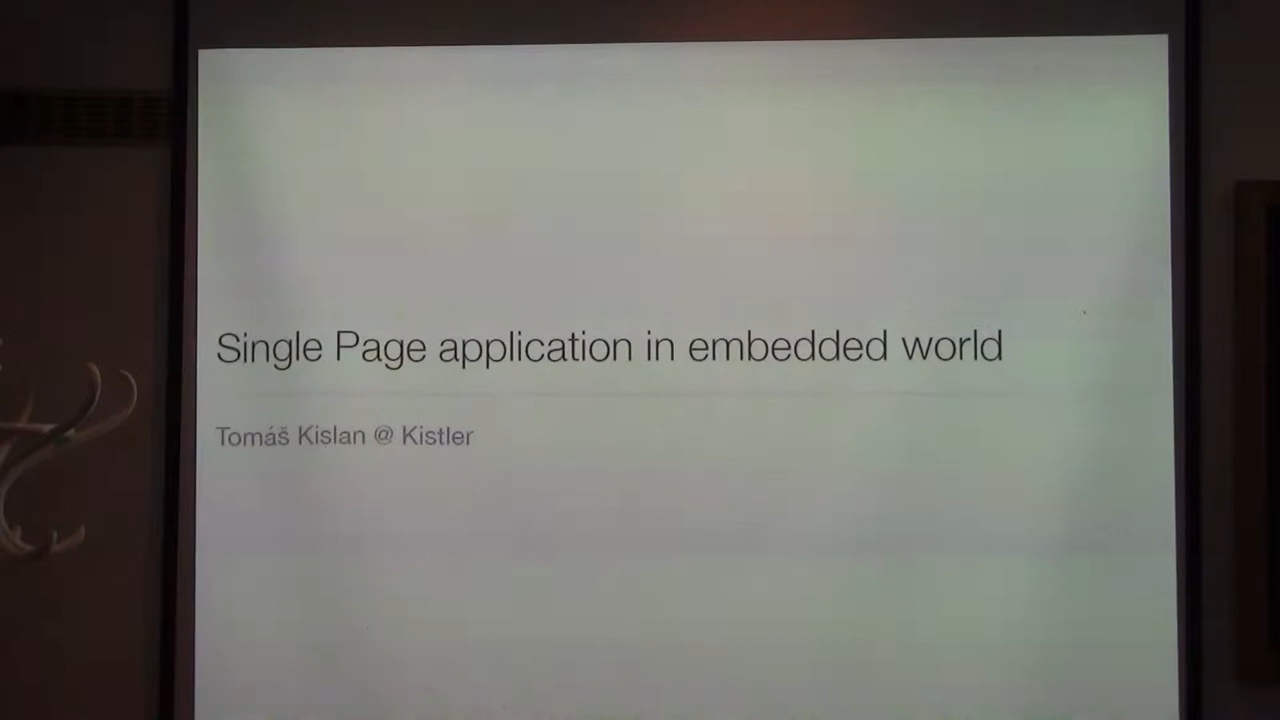 Single Page application in embedded world
Tomáš Kislan @ Kistler